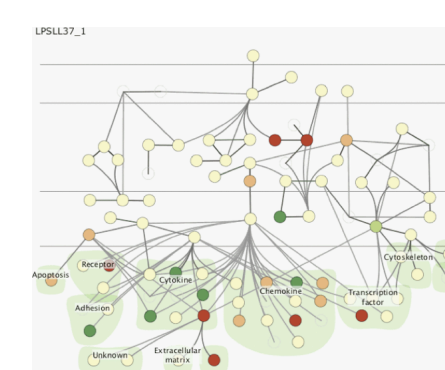 LPSLL37_1
Cytoskeleton
Receptor
Apoptosis
Cytokine
Chemokine
Transcription
factor
Adhesion
Unknown
Extracellular
matrix